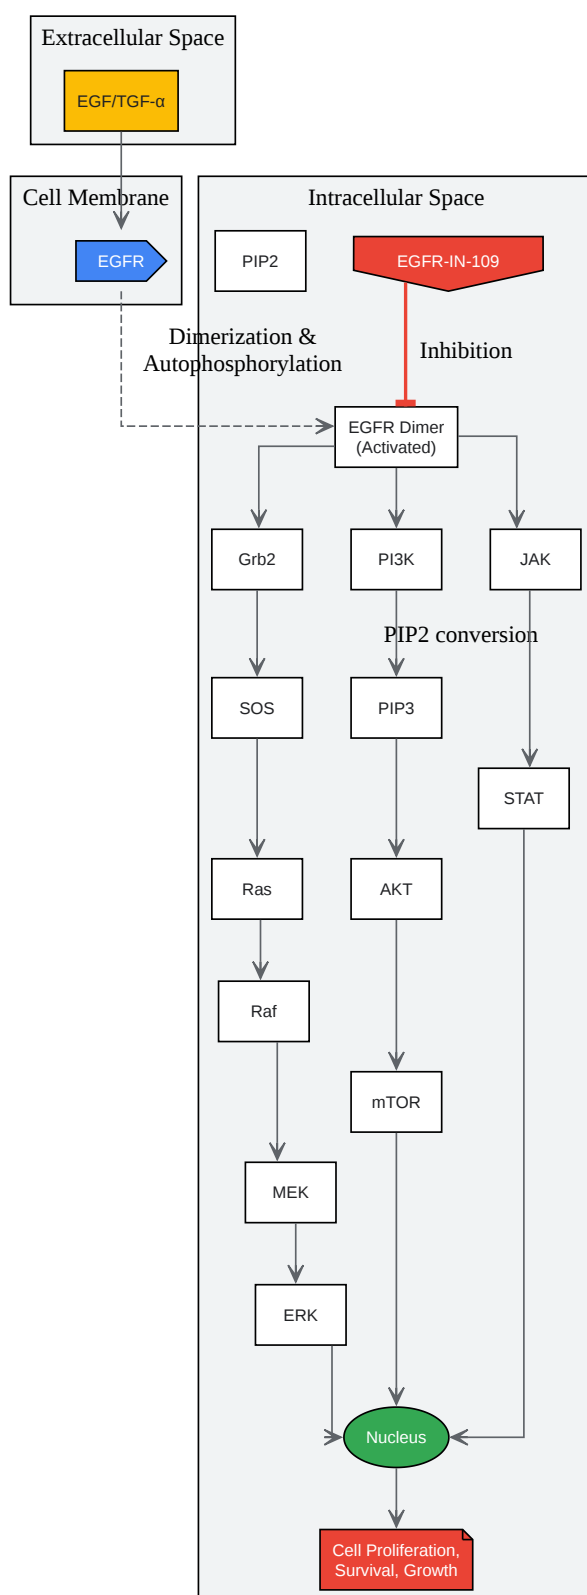 Extracellular Space
EGF/TGF-α
Cell Membrane
EGFR
Intracellular Space
PIP2
EGFR-IN-109
Dimerization &
Autophosphorylation
Inhibition
EGFR Dimer
(Activated)
Grb2
PI3K
JAK
PIP2 conversion
SOS
PIP3
STAT
Ras
AKT
Raf
mTOR
MEK
ERK
Nucleus
Cell Proliferation,
Survival, Growth